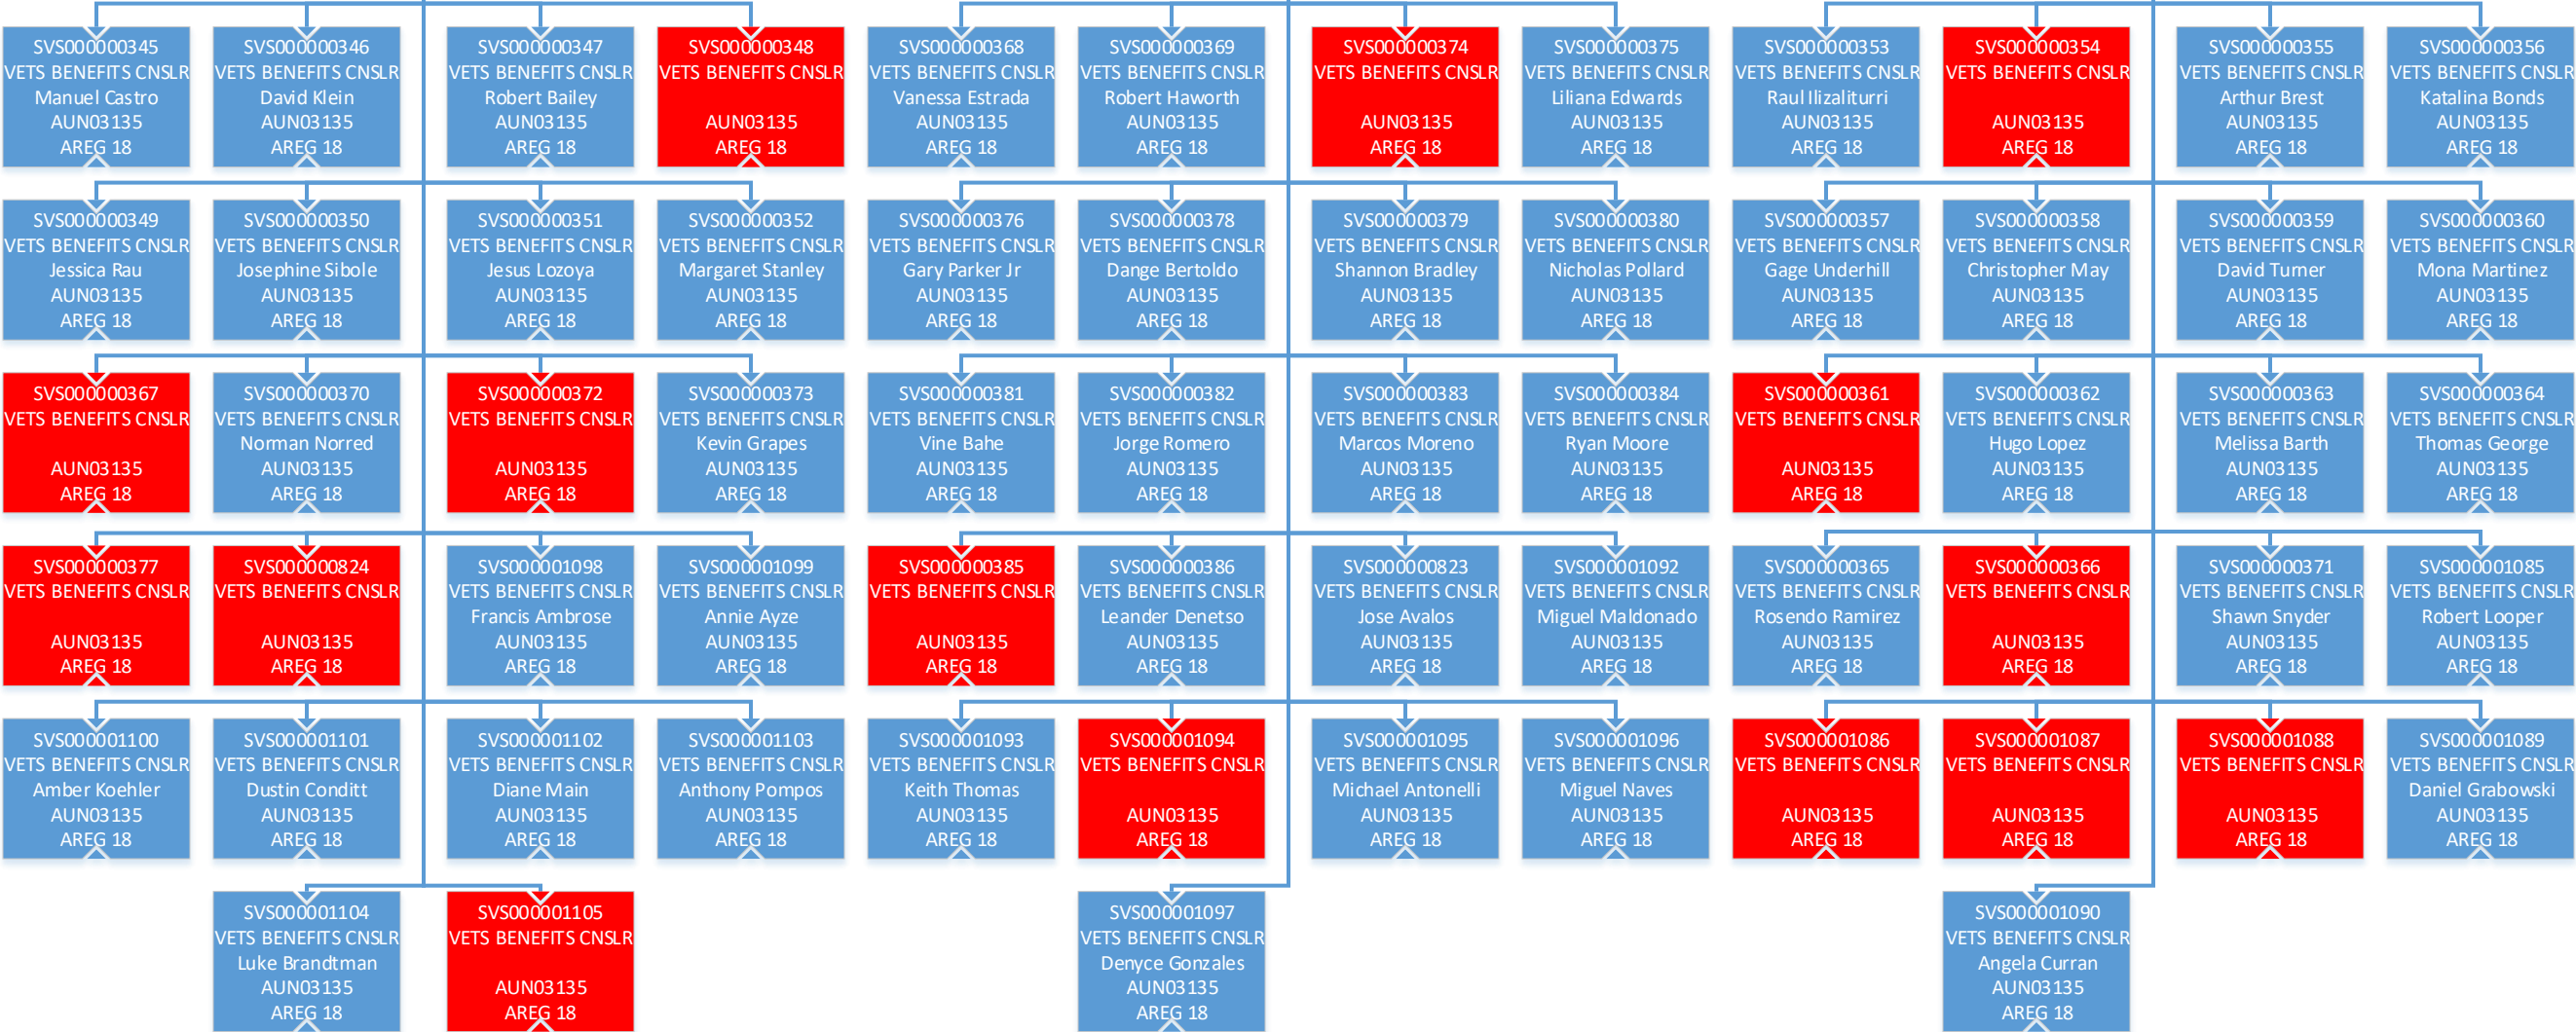 SVS000000345
VETS BENEFITS CNSLR
Manuel Castro
AUN03135
AREG 18
SVS000000346
VETS BENEFITS CNSLR
David Klein
AUN03135
AREG 18
SVS000000347
VETS BENEFITS CNSLR
Robert Bailey
AUN03135
AREG 18
SVS000000348
VETS BENEFITS CNSLR
AUN03135
AREG 18
SVS000000368
VETS BENEFITS CNSLR
Vanessa Estrada
AUN03135
AREG 18
SVS000000369
VETS BENEFITS CNSLR
Robert Haworth
AUN03135
AREG 18
SVS000000374
VETS BENEFITS CNSLR
AUN03135
AREG 18
SVS000000375
VETS BENEFITS CNSLR
Liliana Edwards
AUN03135
AREG 18
SVS000000353
VETS BENEFITS CNSLR
Raul Ilizaliturri
AUN03135
AREG 18
SVS000000354
VETS BENEFITS CNSLR
AUN03135
AREG 18
SVS000000355
VETS BENEFITS CNSLR
Arthur Brest
AUN03135
AREG 18
SVS000000356
VETS BENEFITS CNSLR
Katalina Bonds
AUN03135
AREG 18
SVS000000349
VETS BENEFITS CNSLR
Jessica Rau
AUN03135
AREG 18
SVS000000350
VETS BENEFITS CNSLR
Josephine Sibole
AUN03135
AREG 18
SVS000000351
VETS BENEFITS CNSLR
Jesus Lozoya
AUN03135
AREG 18
SVS000000352
VETS BENEFITS CNSLR
Margaret Stanley
AUN03135
AREG 18
SVS000000376
VETS BENEFITS CNSLR
Gary Parker Jr
AUN03135
AREG 18
SVS000000378
VETS BENEFITS CNSLR
Dange Bertoldo
AUN03135
AREG 18
SVS000000379
VETS BENEFITS CNSLR
Shannon Bradley
AUN03135
AREG 18
SVS000000380
VETS BENEFITS CNSLR
Nicholas Pollard
AUN03135
AREG 18
SVS000000357
VETS BENEFITS CNSLR
Gage Underhill
AUN03135
AREG 18
SVS000000358
VETS BENEFITS CNSLR
Christopher May
AUN03135
AREG 18
SVS000000359
VETS BENEFITS CNSLR
David Turner
AUN03135
AREG 18
SVS000000360
VETS BENEFITS CNSLR
Mona Martinez
AUN03135
AREG 18
SVS000000367
VETS BENEFITS CNSLR
AUN03135
AREG 18
SVS000000370
VETS BENEFITS CNSLR
Norman Norred
AUN03135
AREG 18
SVS000000372
VETS BENEFITS CNSLR
AUN03135
AREG 18
SVS000000373
VETS BENEFITS CNSLR
Kevin Grapes
AUN03135
AREG 18
SVS000000381
VETS BENEFITS CNSLR
Vine Bahe
AUN03135
AREG 18
SVS000000382
VETS BENEFITS CNSLR
Jorge Romero
AUN03135
AREG 18
SVS000000383
VETS BENEFITS CNSLR
Marcos Moreno
AUN03135
AREG 18
SVS000000384
VETS BENEFITS CNSLR
Ryan Moore
AUN03135
AREG 18
SVS000000361
VETS BENEFITS CNSLR
AUN03135
AREG 18
SVS000000362
VETS BENEFITS CNSLR
Hugo Lopez
AUN03135
AREG 18
SVS000000363
VETS BENEFITS CNSLR
Melissa Barth
AUN03135
AREG 18
SVS000000364
VETS BENEFITS CNSLR
Thomas George
AUN03135
AREG 18
SVS000000377
VETS BENEFITS CNSLR
AUN03135
AREG 18
SVS000000824
VETS BENEFITS CNSLR
AUN03135
AREG 18
SVS000001098
VETS BENEFITS CNSLR
Francis Ambrose
AUN03135
AREG 18
SVS000001099
VETS BENEFITS CNSLR
Annie Ayze
AUN03135
AREG 18
SVS000000385
VETS BENEFITS CNSLR
AUN03135
AREG 18
SVS000000386
VETS BENEFITS CNSLR
Leander Denetso
AUN03135
AREG 18
SVS000000823
VETS BENEFITS CNSLR
Jose Avalos
AUN03135
AREG 18
SVS000001092
VETS BENEFITS CNSLR
Miguel Maldonado
AUN03135
AREG 18
SVS000000365
VETS BENEFITS CNSLR
Rosendo Ramirez
AUN03135
AREG 18
SVS000000366
VETS BENEFITS CNSLR
AUN03135
AREG 18
SVS000000371
VETS BENEFITS CNSLR
Shawn Snyder
AUN03135
AREG 18
SVS000001085
VETS BENEFITS CNSLR
Robert Looper
AUN03135
AREG 18
SVS000001100
VETS BENEFITS CNSLR
Amber Koehler
AUN03135
AREG 18
SVS000001101
VETS BENEFITS CNSLR
Dustin Conditt
AUN03135
AREG 18
SVS000001102
VETS BENEFITS CNSLR
Diane Main
AUN03135
AREG 18
SVS000001103
VETS BENEFITS CNSLR
Anthony Pompos
AUN03135
AREG 18
SVS000001093
VETS BENEFITS CNSLR
Keith Thomas
AUN03135
AREG 18
SVS000001094
VETS BENEFITS CNSLR
AUN03135
AREG 18
SVS000001095
VETS BENEFITS CNSLR
Michael Antonelli
AUN03135
AREG 18
SVS000001096
VETS BENEFITS CNSLR
Miguel Naves
AUN03135
AREG 18
SVS000001086
VETS BENEFITS CNSLR
AUN03135
AREG 18
SVS000001087
VETS BENEFITS CNSLR
AUN03135
AREG 18
SVS000001088
VETS BENEFITS CNSLR
AUN03135
AREG 18
SVS000001089
VETS BENEFITS CNSLR
Daniel Grabowski
AUN03135
AREG 18
SVS000001104
VETS BENEFITS CNSLR
Luke Brandtman
AUN03135
AREG 18
SVS000001105
VETS BENEFITS CNSLR
AUN03135
AREG 18
SVS000001097
VETS BENEFITS CNSLR
Denyce Gonzales
AUN03135
AREG 18
SVS000001090
VETS BENEFITS CNSLR
Angela Curran
AUN03135
AREG 18